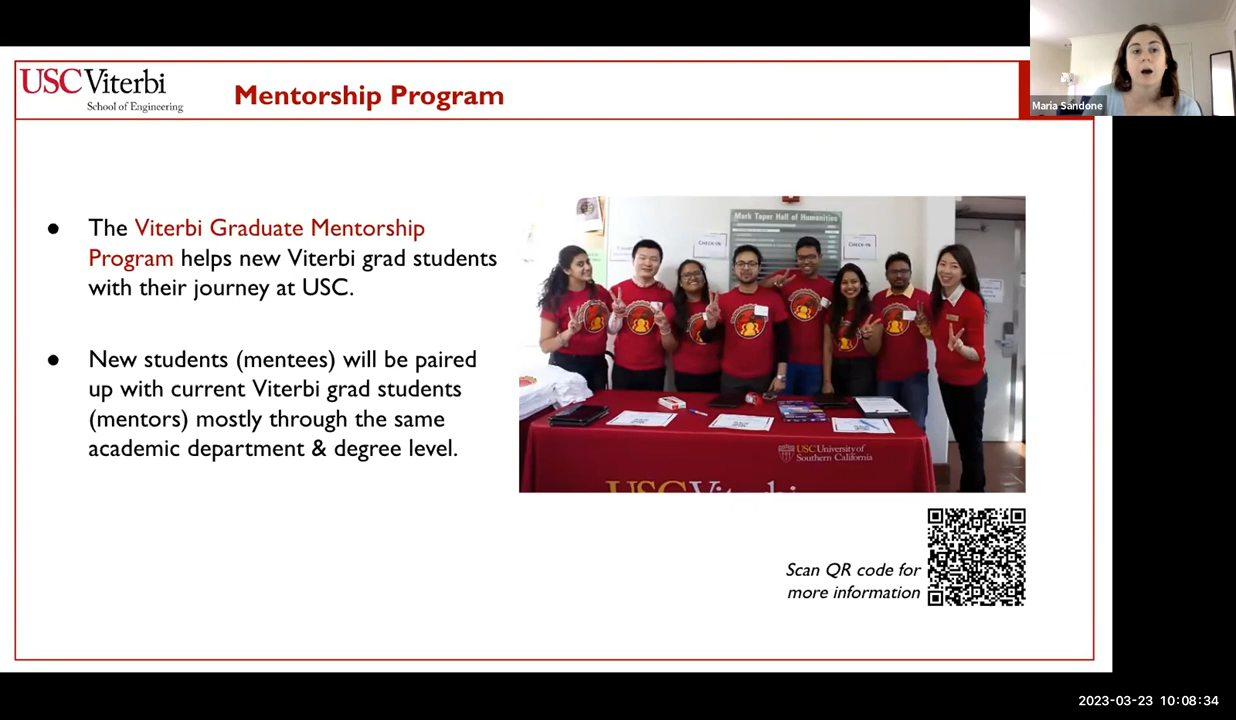 USC Viterbi
School of Engineering
Mentorship Program
Maria Sandone
● The Viterbi Graduate Mentorship
Program helps new Viterbi grad students
with their journey at USC.
● New students (mentees) will be paired
up with current Viterbi grad students
(mentors) mostly through the same
academic department & degree level.
Mark Taper Hall of Humanities
CHECK-IN
CHECK-IN
USC University of
Southern California
USC Viterbi
Scan QR code for
more information
2023-03-23 10:08:34